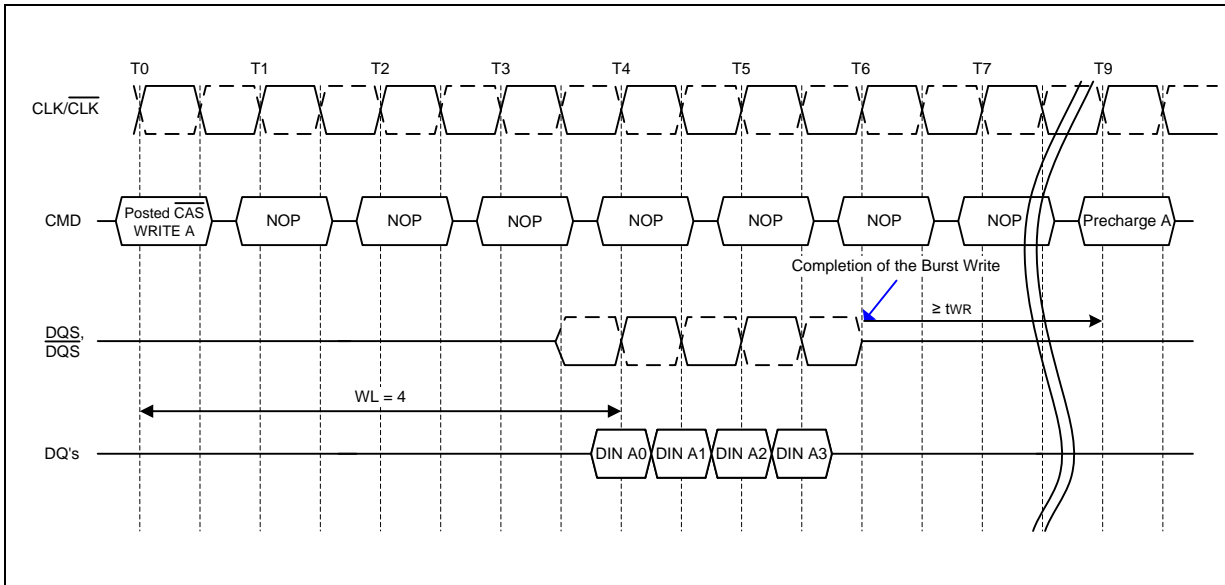 T0 T1 T2 T3 T4 T5 T6 T7 T9
CLK/CLK
CMD
Posted CAS
WRITE A
NOP NOP NOP NOP NOP NOP NOP Precharge A
Completion of the Burst Write
≥ tWR
DQS,
DQS
WL = 4
DQ's
DIN A0 DIN A1 DIN A2 DIN A3